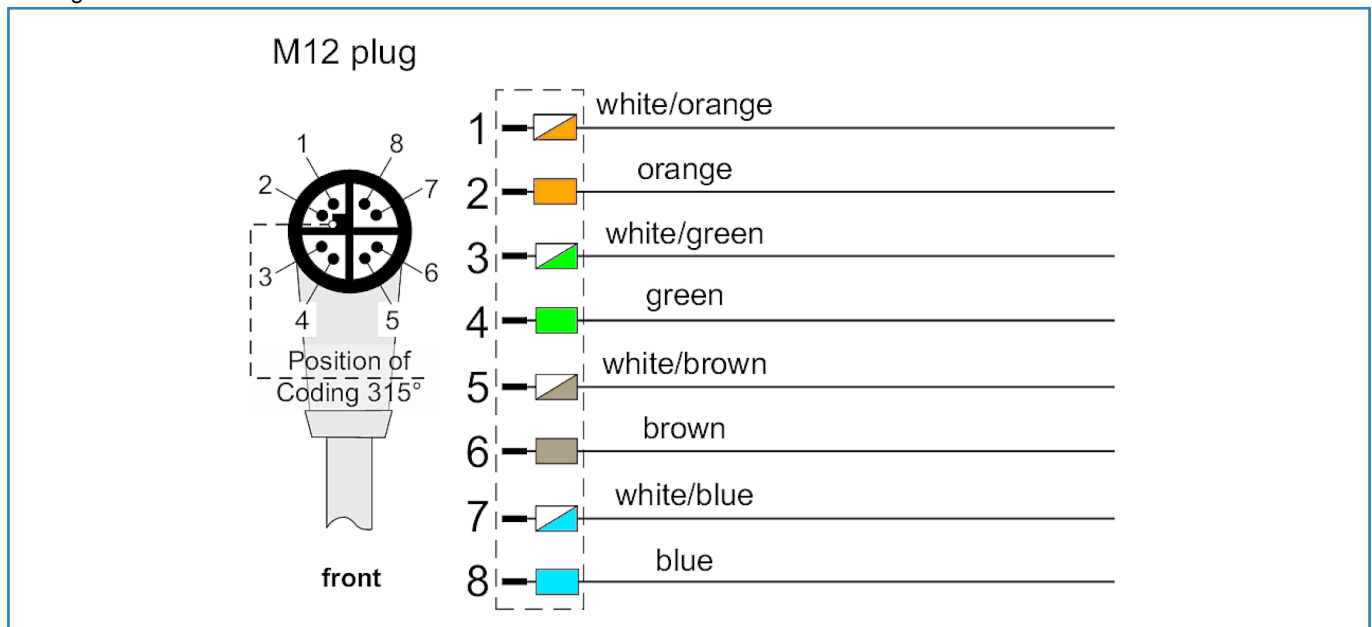 M12 plug
1
8
2
7
3
6
4
5
Position of
Coding 315°
front
1
white/orange
2
orange
3
white/green
4
green
5
white/brown
6
brown
7
white/blue
8
blue